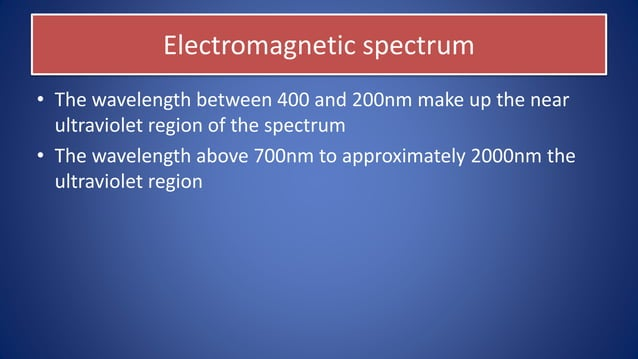 Electromagnetic spectrum
• The wavelength between 400 and 200nm make up the near
ultraviolet region of the spectrum
• The wavelength above 700nm to approximately 2000nm the
ultraviolet region